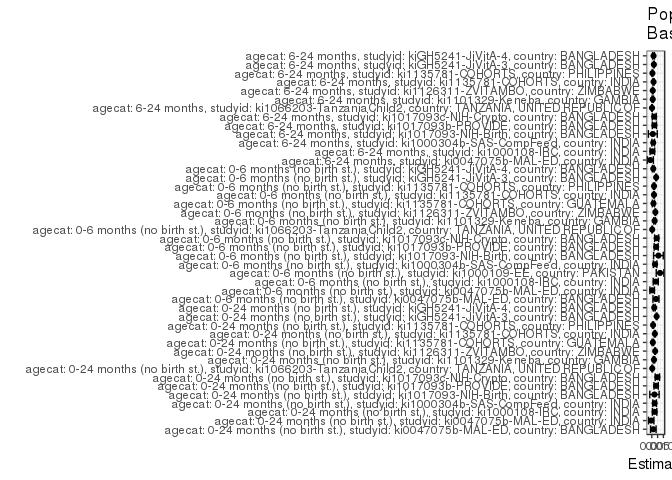 Pop
Bas
agecat: 6-24 months, studyid: kiGH5241-JiVitA-4, country: BANGLADESH
agecat: 6-24 months, studyid: kiGH5241-JiVitA-3, country: BANGLADESH
agecat: 6-24 months, studyid: ki1135781-COHORTS, country: PHILIPPINES
agecat: 6-24 months, studyid: ki1135781-COHORTS, country: INDIA
agecat: 6-24 months, studyid: ki1126311-ZVITAMBO, country: ZIMBABWE
agecat: 6-24 months, studyid: ki1101329-Keneba, country: GAMBIA
agecat: 6-24 months, studyid: ki1066203-TanzaniaChild2, country: TANZANIA, UNITED REPUBLIC OF
agecat: 6-24 months, studyid: ki1017093c-NIH-Crypto, country: BANGLADESH
agecat: 6-24 months, studyid: ki1017093b-PROVIDE, country: BANGLADESH
agecat: 6-24 months, studyid: ki1017093-NIH-Birth, country: BANGLADESH
agecat: 6-24 months, studyid: ki1000304b-SAS-CompFeed, country: INDIA
agecat: 6-24 months, studyid: ki1000108-IRC, country: INDIA
agecat: 6-24 months, studyid: ki0047075b-MAL-ED, country: INDIA
agecat: 0-6 months (no birth st.), studyid: kiGH5241-JiVitA-4, country: BANGLADESH
agecat: 0-6 months (no birth st.), studyid: kiGH5241-JiVitA-3, country: BANGLADESH
agecat: 0-6 months (no birth st.), studyid: ki1135781-COHORTS, country: PHILIPPINES
agecat: 0-6 months (no birth st.), studyid: ki1135781-COHORTS, country: INDIA
agecat: 0-6 months (no birth st.), studyid: ki1135781-COHORTS, country: GUATEMALA
agecat: 0-6 months (no birth st.), studyid: ki1126311-ZVITAMBO, country: ZIMBABWE
agecat: 0-6 months (no birth st.), studyid: ki1101329-Keneba, country: GAMBIA
agecat: 0-6 months (no birth st.), studyid: ki1066203-TanzaniaChild2, country: TANZANIA, UNITED REPUBLIC OF
agecat: 0-6 months (no birth st.), studyid: ki1017093c-NIH-Crypto, country: BANGLADESH
agecat: 0-6 months (no birth st.), studyid: ki1017093b-PROVIDE, country: BANGLADESH
agecat: 0-6 months (no birth st.), studyid: ki1017093-NIH-Birth, country: BANGLADESH
agecat: 0-6 months (no birth st.), studyid: ki1000304b-SAS-CompFeed, country: INDIA
agecat: 0-6 months (no birth st.), studyid: ki1000109-EE, country: PAKISTAN
agecat: 0-6 months (no birth st.), studyid: ki1000108-IRC, country: INDIA
agecat: 0-6 months (no birth st.), studyid: ki0047075b-MAL-ED, country: INDIA
agecat: 0-6 months (no birth st.), studyid: ki0047075b-MAL-ED, country: BANGLADESH
agecat: 0-24 months (no birth st.), studyid: kiGH5241-JiVitA-4, country: BANGLADESH
agecat: 0-24 months (no birth st.), studyid: kiGH5241-JiVitA-3, country: BANGLADESH
agecat: 0-24 months (no birth st.), studyid: ki1135781-COHORTS, country: PHILIPPINES
agecat: 0-24 months (no birth st.), studyid: ki1135781-COHORTS, country: INDIA
agecat: 0-24 months (no birth st.), studyid: ki1135781-COHORTS, country: GUATEMALA
agecat: 0-24 months (no birth st.), studyid: ki1126311-ZVITAMBO, country: ZIMBABWE
agecat: 0-24 months (no birth st.), studyid: ki1101329-Keneba, country: GAMBIA
agecat: 0-24 months (no birth st.), studyid: ki1066203-TanzaniaChild2, country: TANZANIA, UNITED REPUBLIC OF
agecat: 0-24 months (no birth st.), studyid: ki1017093c-NIH-Crypto, country: BANGLADESH
agecat: 0-24 months (no birth st.), studyid: ki1017093b-PROVIDE, country: BANGLADESH
agecat: 0-24 months (no birth st.), studyid: ki1017093-NIH-Birth, country: BANGLADESH
agecat: 0-24 months (no birth st.), studyid: ki1000304b-SAS-CompFeed, country: INDIA
agecat: 0-24 months (no birth st.), studyid: ki1000108-IRC, country: INDIA
agecat: 0-24 months (no birth st.), studyid: ki0047075b-MAL-ED, country: INDIA
agecat: 0-24 months (no birth st.), studyid: ki0047075b-MAL-ED, country: BANGLADESH
Estima